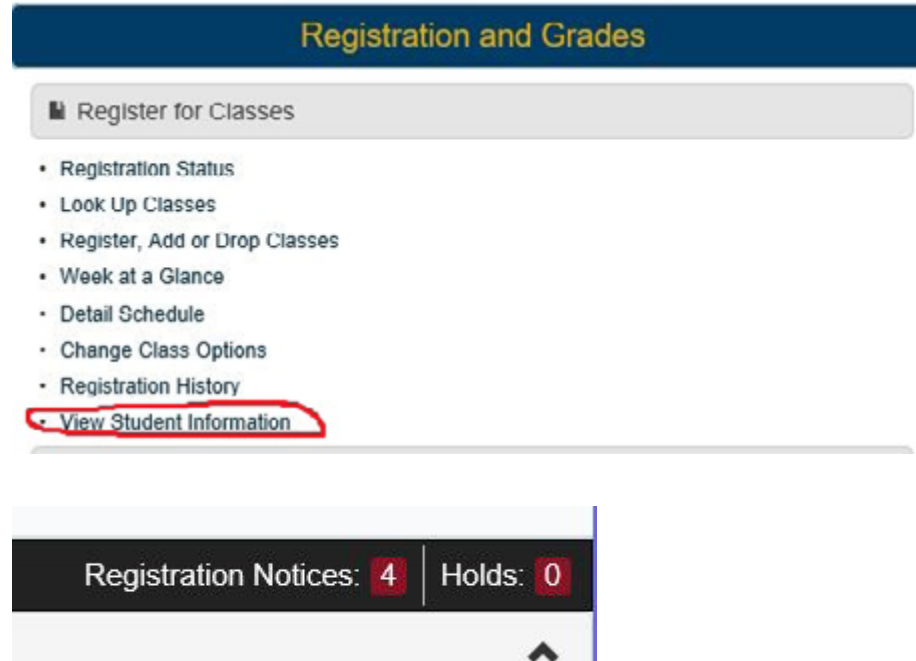 Registration and Grades
Register for Classes
Registration Status
Look Up Classes
Register, Add or Drop Classes
Week at a Glance
Detail Schedule
Change Class Options
Registration History
View Student Information
Registration Notices: 4 Holds: 0